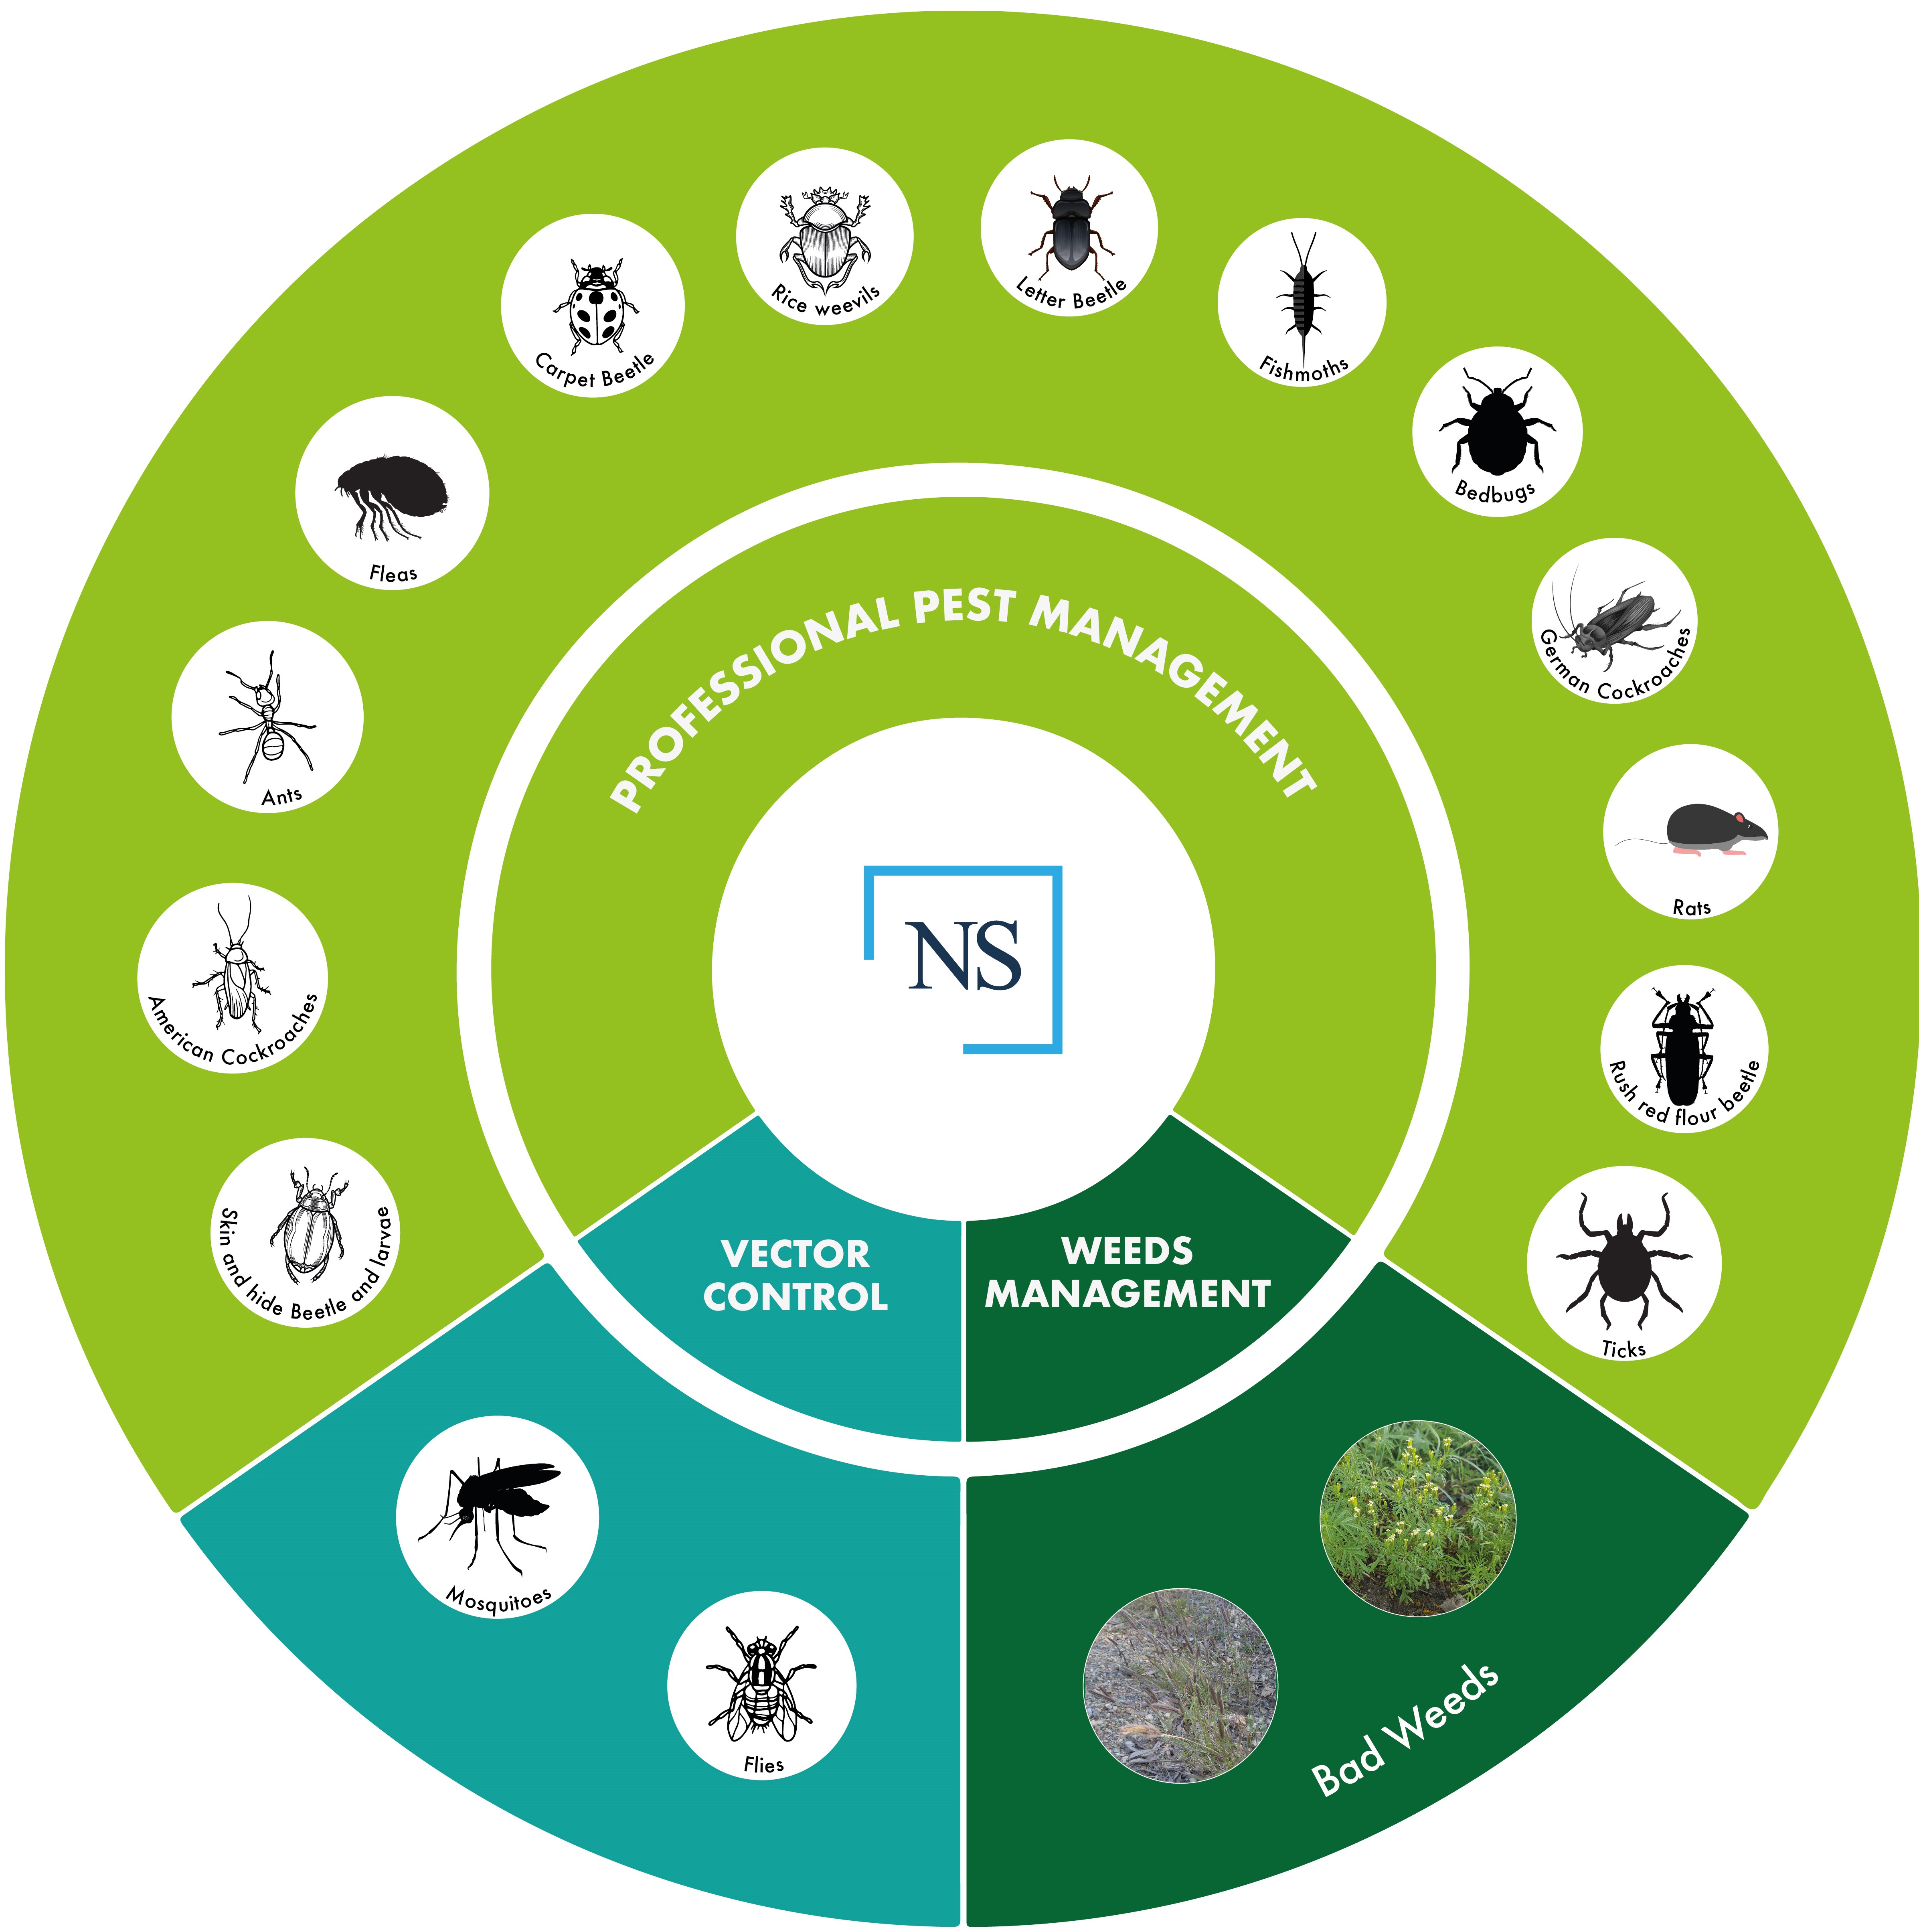 Rice weevils
Letter Beetle
Carpet Beetle
Fishmoths
Fleas
Bedbugs
German Cockroaches
Ants
Rats
American Cockroaches
Rush red flour beetle
Skin and hide Beetle and larvae
Ticks
PROFESSIONAL PEST MANAGEMENT
NS
VECTOR
CONTROL
WEEDS
MANAGEMENT
Mosquitoes
Flies
Bad Weeds